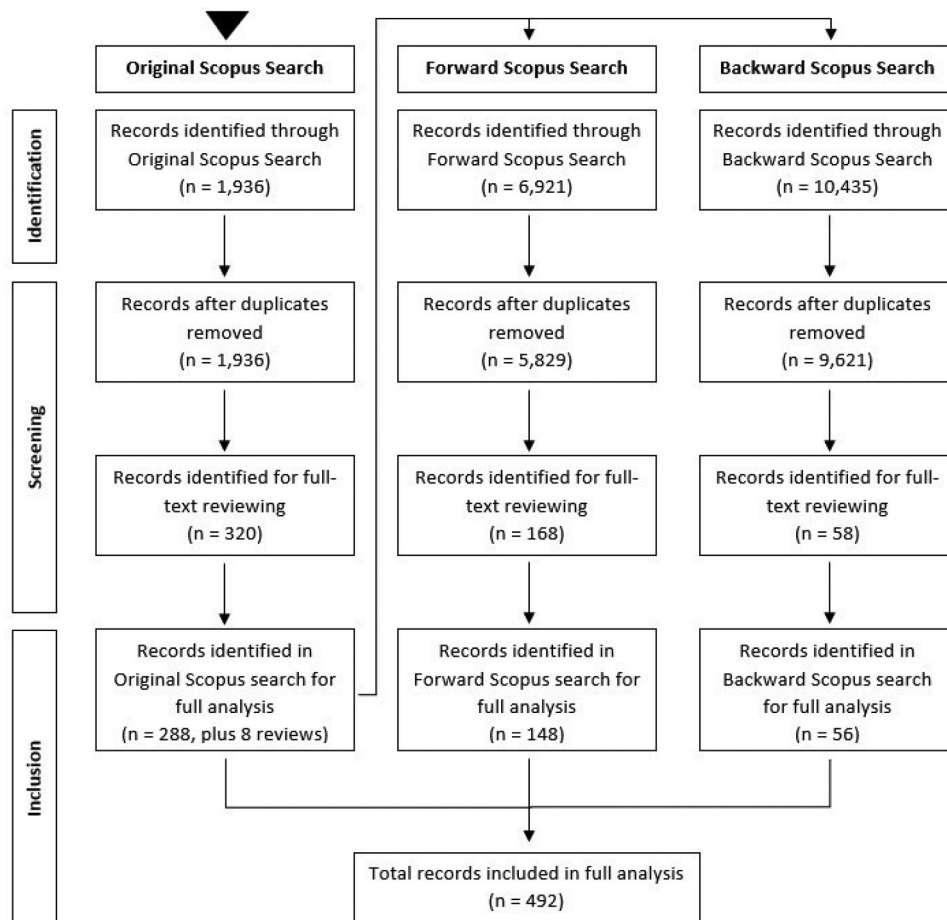 Original Scopus Search
Forward Scopus Search
Backward Scopus Search
Identification
Records identified through
Original Scopus Search
(n = 1,936)
Records identified through
Forward Scopus Search
(n = 6,921)
Records identified through
Backward Scopus Search
(n = 10,435)
Screening
Records after duplicates
removed
(n = 1,936)
Records after duplicates
removed
(n = 5,829)
Records after duplicates
removed
(n = 9,621)
Records identified for full-
text reviewing
(n = 320)
Records identified for full-
text reviewing
(n = 168)
Records identified for full-
text reviewing
(n = 58)
Inclusion
Records identified in
Original Scopus search for
full analysis
(n = 288, plus 8 reviews)
Records identified in
Forward Scopus search for
full analysis
(n = 148)
Records identified in
Backward Scopus search
for full analysis
(n = 56)
Total records included in full analysis
(n = 492)